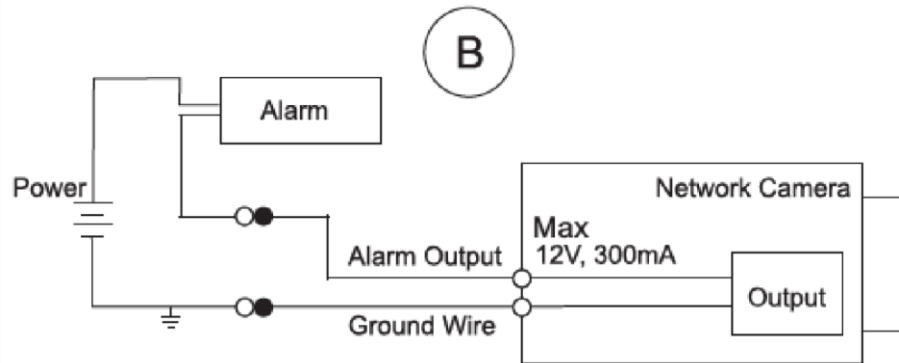 B
Alarm
Power
Network Camera
Max
12V, 300mA
Alarm Output
Output
Ground Wire